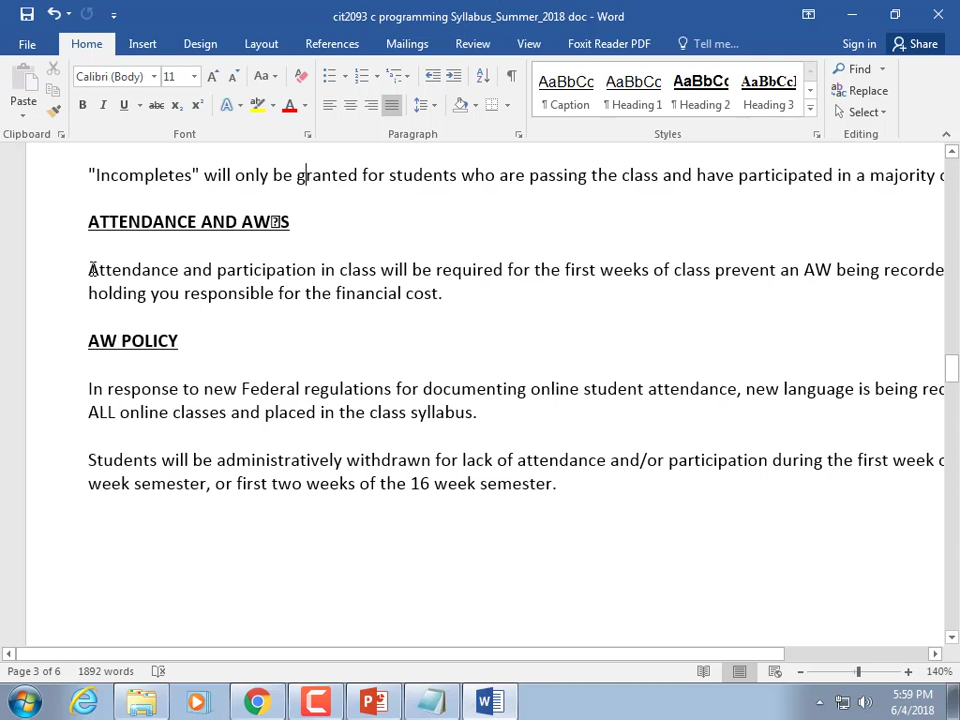 cit2093 c programming Syllabus_Summer_2018 doc - Word
File Home Insert Design Layout References Mailings Review View Foxit Reader PDF Tell me... Sign in Share
Calibri (Body) 11 Aa
AaBbCc AaBbCc AaBbCc AaBbCcI
Find
Replace
Select
Paste
B I U abc x₂ x² A A
¶ Caption ¶ Heading 1 ¶ Heading 2 Heading 3
Clipboard Font Paragraph Styles Editing
"Incompletes" will only be granted for students who are passing the class and have participated in a majority
ATTENDANCE AND AW�S
Attendance and participation in class will be required for the first weeks of class prevent an AW being recorde
holding you responsible for the financial cost.
AW POLICY
In response to new Federal regulations for documenting online student attendance, new language is being rec
ALL online classes and placed in the class syllabus.
Students will be administratively withdrawn for lack of attendance and/or participation during the first week
week semester, or first two weeks of the 16 week semester.
Page 3 of 6 1892 words 140%
5:59 PM
6/4/2018